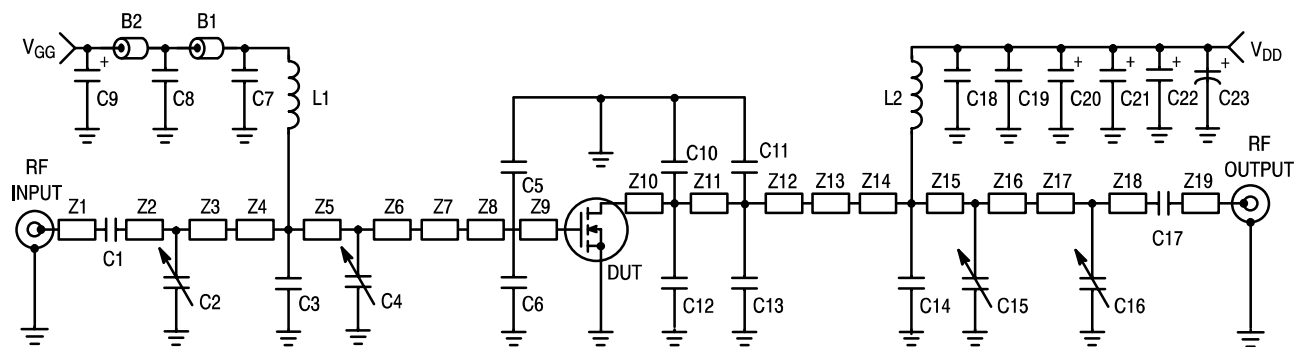 B2 B1
VGG VDD
+ + + + +
C9 C8 C7 L1 L2 C18 C19 C20 C21 C22 C23
C10 C11
RF INPUT
RF OUTPUT
C5
Z1 Z2 Z3 Z4 Z5 Z6 Z7 Z8 Z9 Z10 Z11 Z12 Z13 Z14 Z15 Z16 Z17 Z18 Z19
C1 C17
DUT
C2 C3 C4 C6 C12 C13 C14 C15 C16